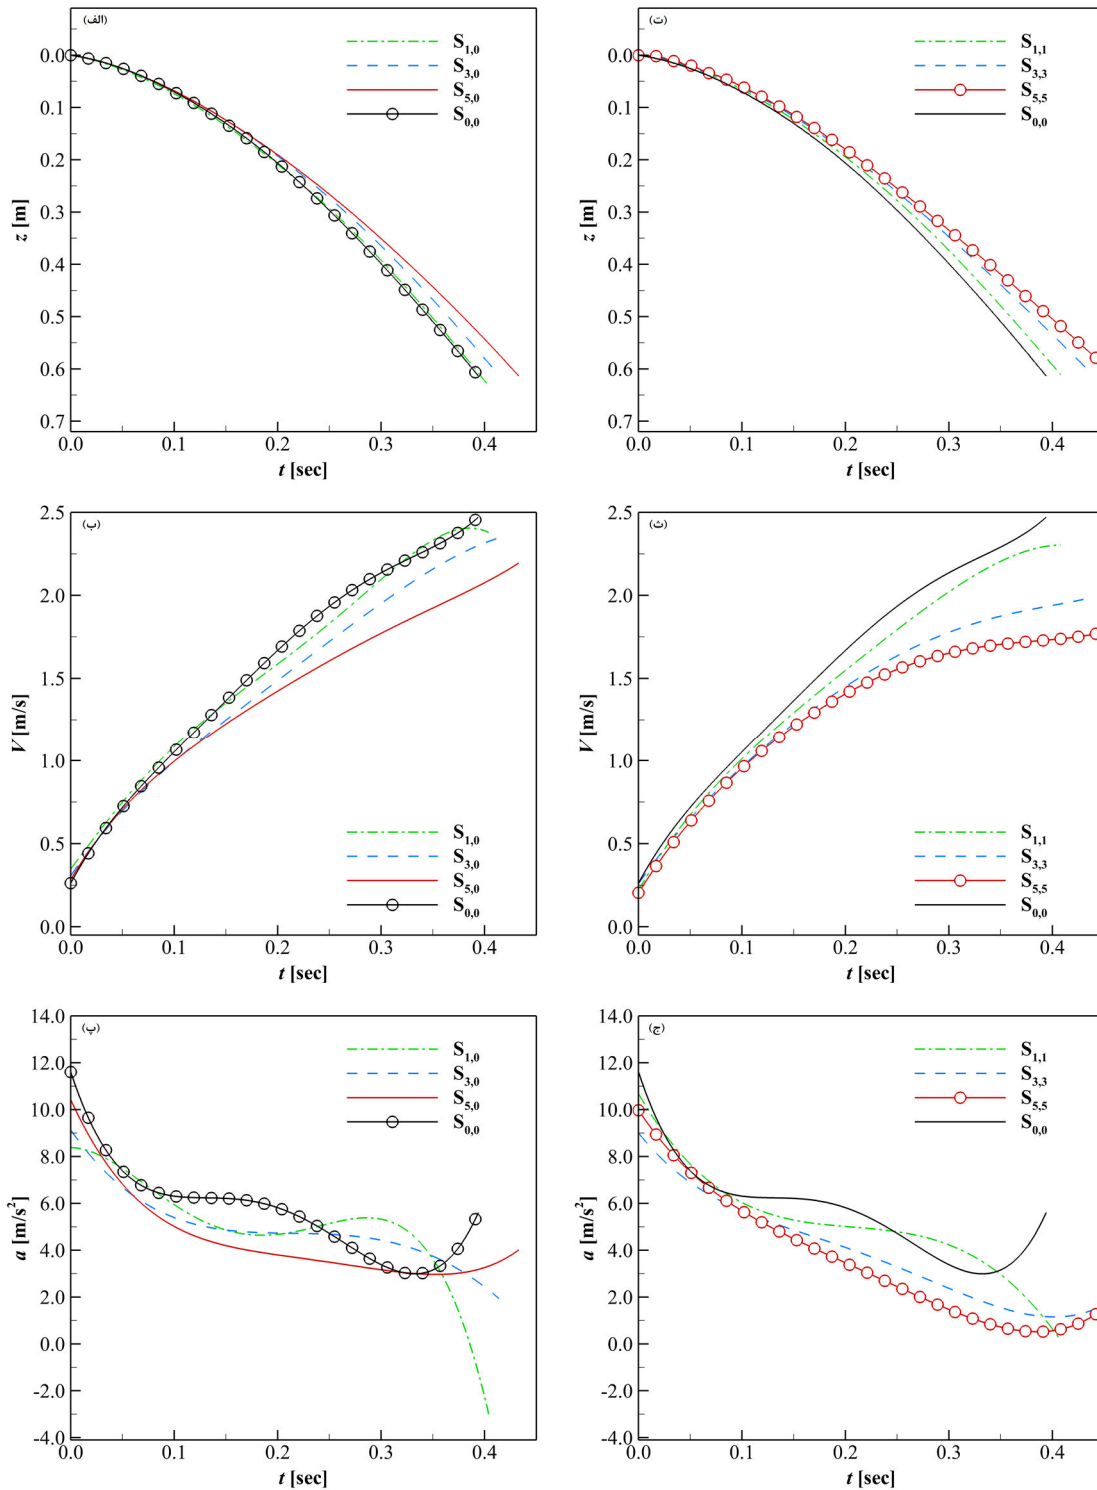 (الف)
S1,0
S3,0
S5,0
S0,0
0.0
0.1
0.2
0.3
0.4
0.5
0.6
0.7
z [m]
0.0 0.1 0.2 0.3 0.4
t [sec]
(ت)
S1,1
S3,3
S5,5
S0,0
0.0
0.1
0.2
0.3
0.4
0.5
0.6
0.7
z [m]
0.0 0.1 0.2 0.3 0.4
t [sec]
(ب)
2.5
2.0
1.5
1.0
0.5
0.0
V [m/s]
S1,0
S3,0
S5,0
S0,0
0.0 0.1 0.2 0.3 0.4
t [sec]
(ث)
2.5
2.0
1.5
1.0
0.5
0.0
V [m/s]
S1,1
S3,3
S5,5
S0,0
0.0 0.1 0.2 0.3 0.4
t [sec]
(پ)
14.0
12.0
10.0
8.0
6.0
4.0
2.0
0.0
-2.0
-4.0
a [m/s²]
S1,0
S3,0
S5,0
S0,0
0.0 0.1 0.2 0.3 0.4
t [sec]
(ج)
14.0
12.0
10.0
8.0
6.0
4.0
2.0
0.0
-2.0
-4.0
a [m/s²]
S1,1
S3,3
S5,5
S0,0
0.0 0.1 0.2 0.3 0.4
t [sec]